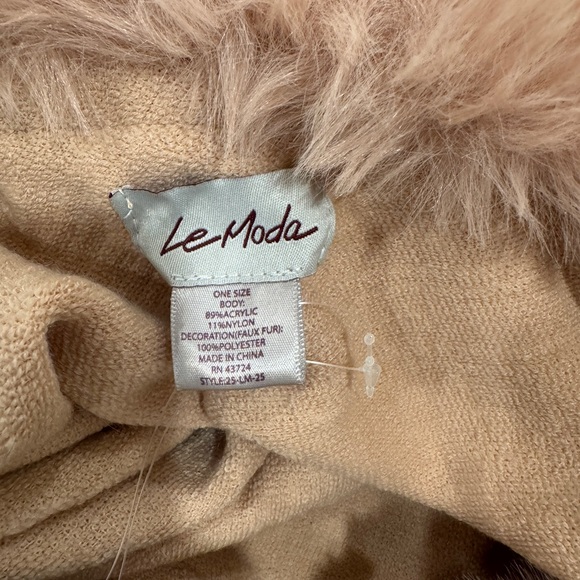 Le Moda
ONE SIZE
BODY:
89%ACRYLIC
11%NYLON
DECORATION(FAUX FUR):
100%POLYESTER
MADE IN CHINA
RN 43724
STYLE:25-LM-25